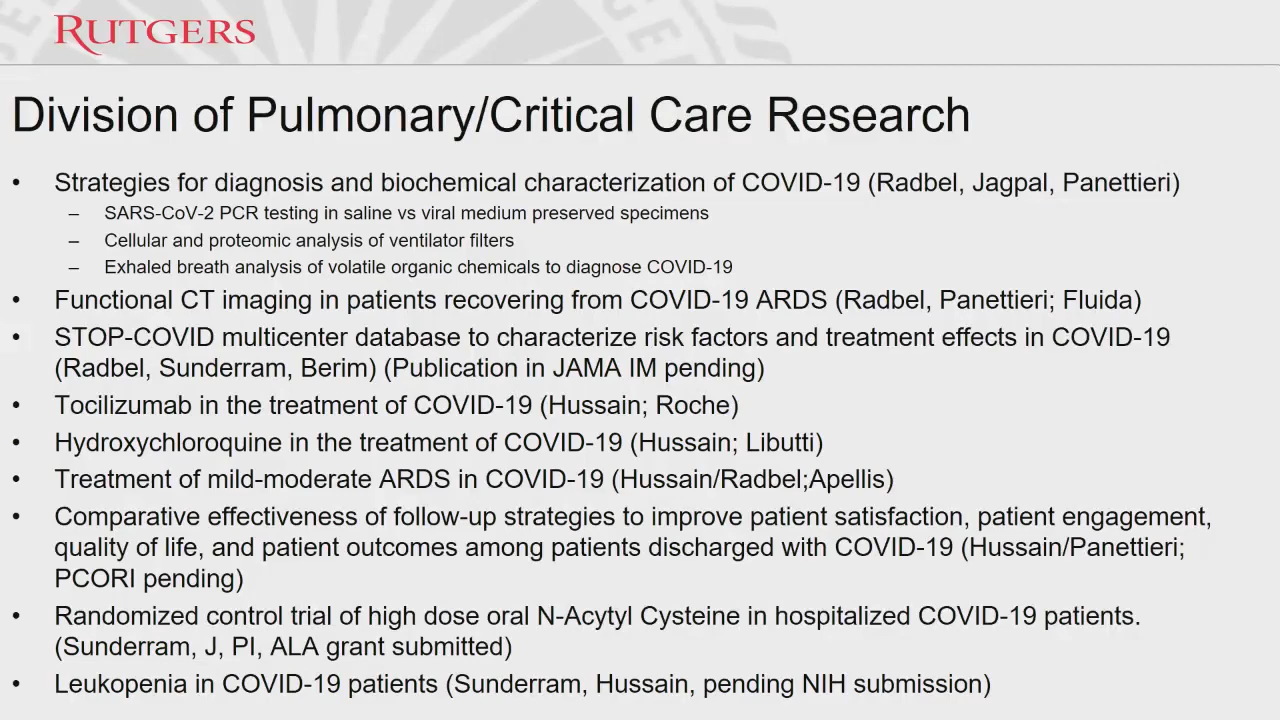 RUTGERS
Division of Pulmonary/Critical Care Research
• Strategies for diagnosis and biochemical characterization of COVID-19 (Radbel, Jagpal, Panettieri)
– SARS-CoV-2 PCR testing in saline vs viral medium preserved specimens
– Cellular and proteomic analysis of ventilator filters
– Exhaled breath analysis of volatile organic chemicals to diagnose COVID-19
• Functional CT imaging in patients recovering from COVID-19 ARDS (Radbel, Panettieri; Fluida)
• STOP-COVID multicenter database to characterize risk factors and treatment effects in COVID-19
(Radbel, Sunderram, Berim) (Publication in JAMA IM pending)
• Tocilizumab in the treatment of COVID-19 (Hussain; Roche)
• Hydroxychloroquine in the treatment of COVID-19 (Hussain; Libutti)
• Treatment of mild-moderate ARDS in COVID-19 (Hussain/Radbel;Apellis)
• Comparative effectiveness of follow-up strategies to improve patient satisfaction, patient engagement,
quality of life, and patient outcomes among patients discharged with COVID-19 (Hussain/Panettieri;
PCORI pending)
• Randomized control trial of high dose oral N-Acytyl Cysteine in hospitalized COVID-19 patients.
(Sunderram, J, PI, ALA grant submitted)
• Leukopenia in COVID-19 patients (Sunderram, Hussain, pending NIH submission)